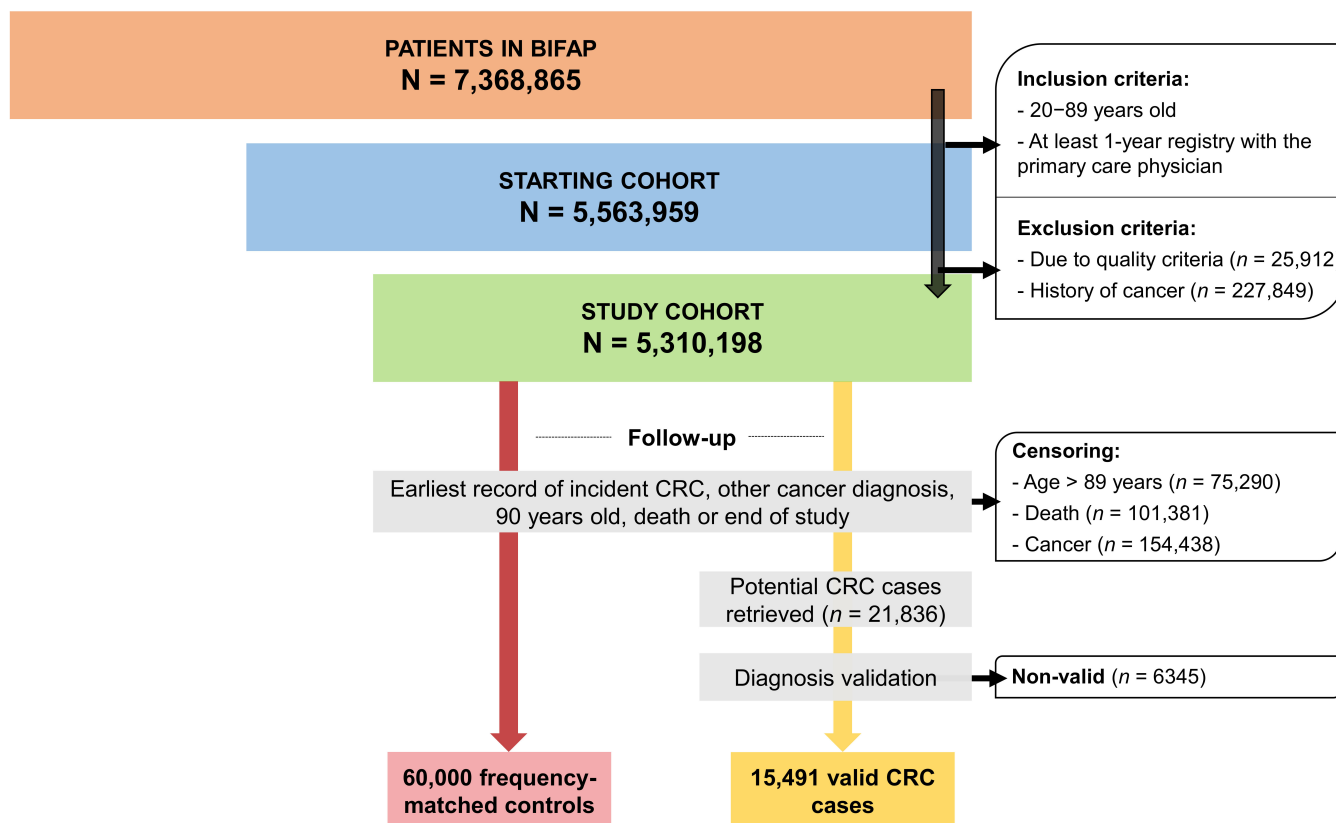 PATIENTS IN BIFAP
N = 7,368,865
Inclusion criteria:
- 20–89 years old
- At least 1-year registry with the
primary care physician
STARTING COHORT
N = 5,563,959
Exclusion criteria:
- Due to quality criteria (n = 25,912
- History of cancer (n = 227,849)
STUDY COHORT
N = 5,310,198
Follow-up
Earliest record of incident CRC, other cancer diagnosis,
90 years old, death or end of study
Censoring:
- Age > 89 years (n = 75,290)
- Death (n = 101,381)
- Cancer (n = 154,438)
Potential CRC cases
retrieved (n = 21,836)
Diagnosis validation
Non-valid (n = 6345)
60,000 frequency-
matched controls
15,491 valid CRC
cases